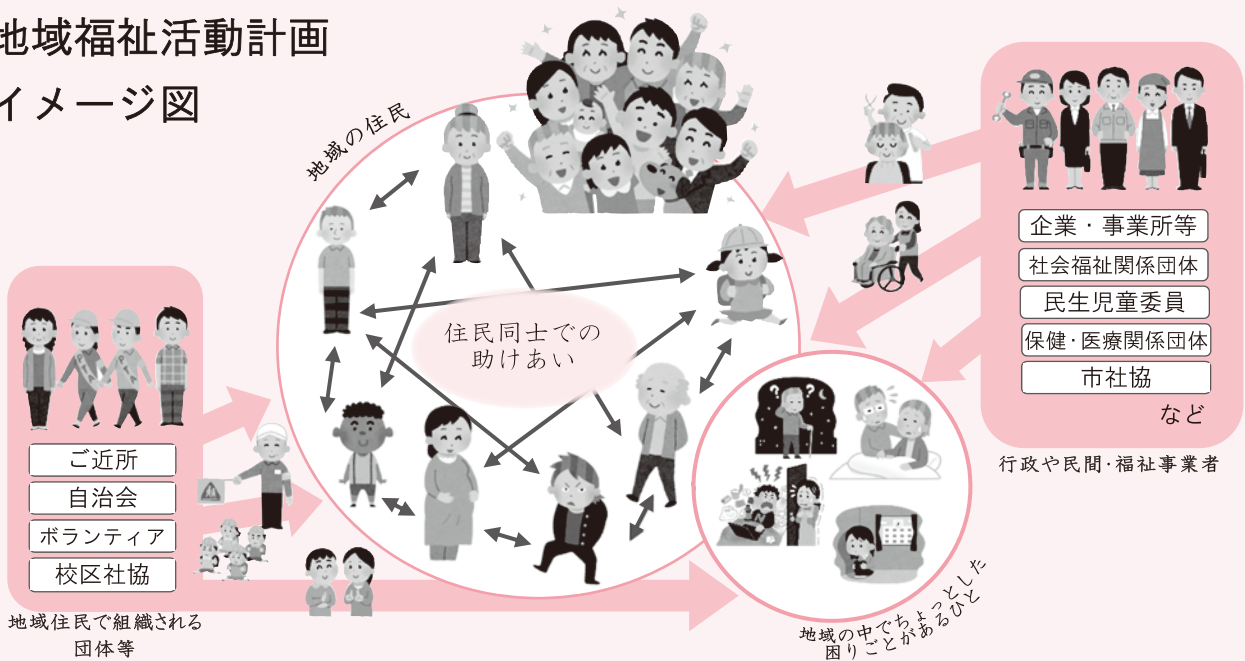 地域福祉活動計画
イメージ図
地域の住民
住民同士での
助けあい
ご近所
自治会
ボランティア
校区社協
地域住民で組織される
団体等
企業・事業所等
社会福祉関係団体
民生児童委員
保健・医療関係団体
市社協
など
行政や民間・福祉事業者
地域の中でちょっとした
困りごとがあるひと